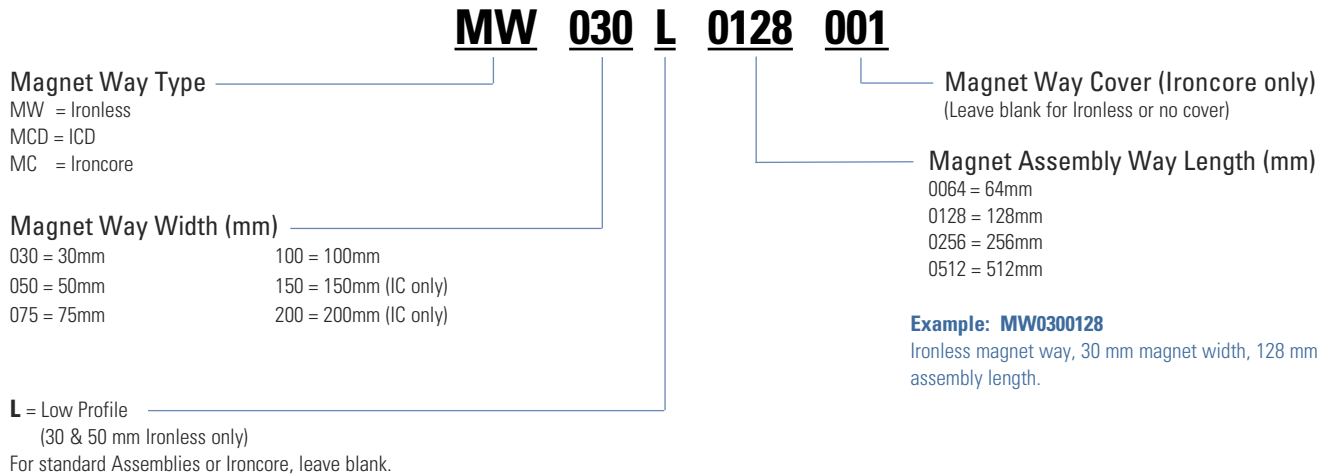 MW 030 L 0128 001
Magnet Way Type
MW = Ironless
MCD = ICD
MC = Ironcore
Magnet Way Width (mm)
030 = 30mm 100 = 100mm
050 = 50mm 150 = 150mm (IC only)
075 = 75mm 200 = 200mm (IC only)
L = Low Profile
(30 & 50 mm Ironless only)
For standard Assemblies or Ironcore, leave blank.
Magnet Way Cover (Ironcore only)
(Leave blank for Ironless or no cover)
Magnet Assembly Way Length (mm)
0064 = 64mm
0128 = 128mm
0256 = 256mm
0512 = 512mm
Example: MW0300128
Ironless magnet way, 30 mm magnet width, 128 mm
assembly length.